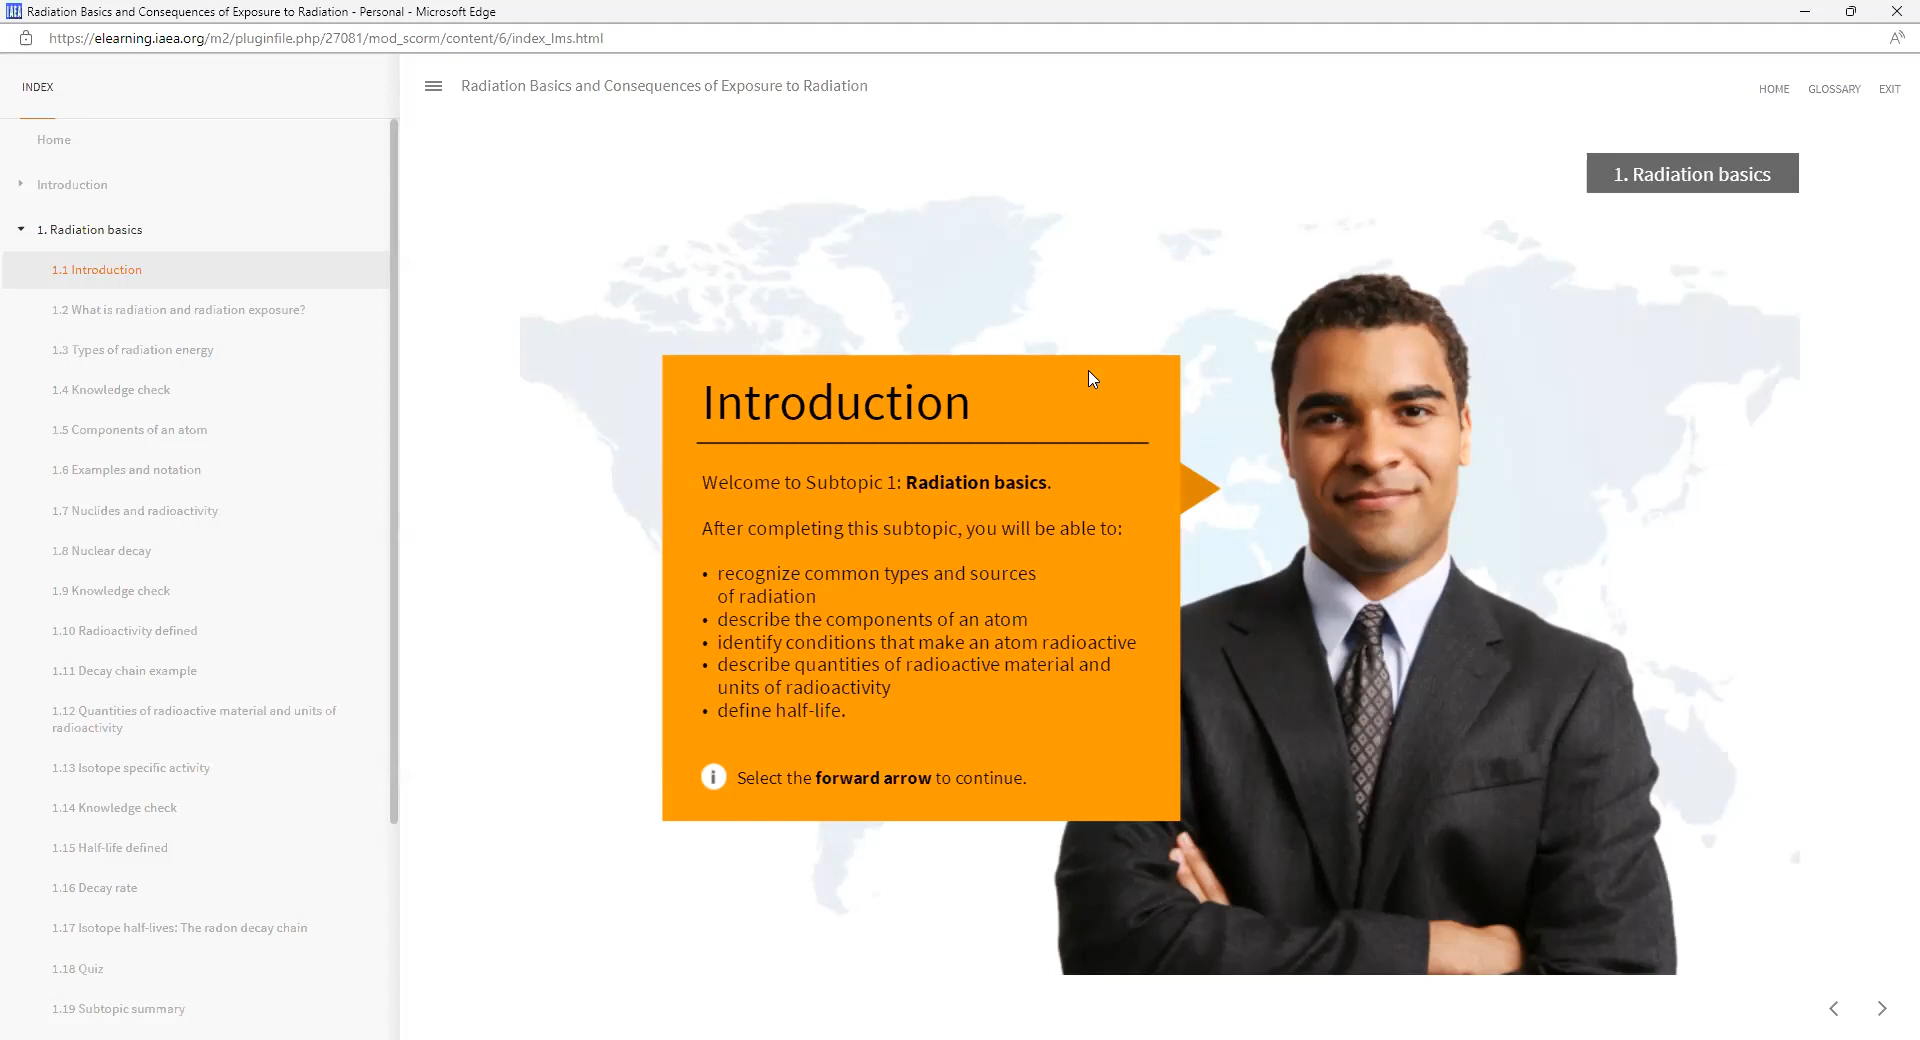 IAEA Radiation Basics and Consequences of Exposure to Radiation - Personal - Microsoft Edge
https://elearning.iaea.org/m2/pluginfile.php/27081/mod_scorm/content/6/index_lms.html
INDEX
Home
Introduction
1. Radiation basics
1.1 Introduction
1.2 What is radiation and radiation exposure?
1.3 Types of radiation energy
1.4 Knowledge check
1.5 Components of an atom
1.6 Examples and notation
1.7 Nuclides and radioactivity
1.8 Nuclear decay
1.9 Knowledge check
1.10 Radioactivity defined
1.11 Decay chain example
1.12 Quantities of radioactive material and units of
radioactivity
1.13 Isotope specific activity
1.14 Knowledge check
1.15 Half-life defined
1.16 Decay rate
1.17 Isotope half-lives: The radon decay chain
1.18 Quiz
1.19 Subtopic summary
Radiation Basics and Consequences of Exposure to Radiation
HOME GLOSSARY EXIT
1. Radiation basics
Introduction
Welcome to Subtopic 1: Radiation basics.
After completing this subtopic, you will be able to:
• recognize common types and sources
of radiation
• describe the components of an atom
• identify conditions that make an atom radioactive
• describe quantities of radioactive material and
units of radioactivity
• define half-life.
i Select the forward arrow to continue.